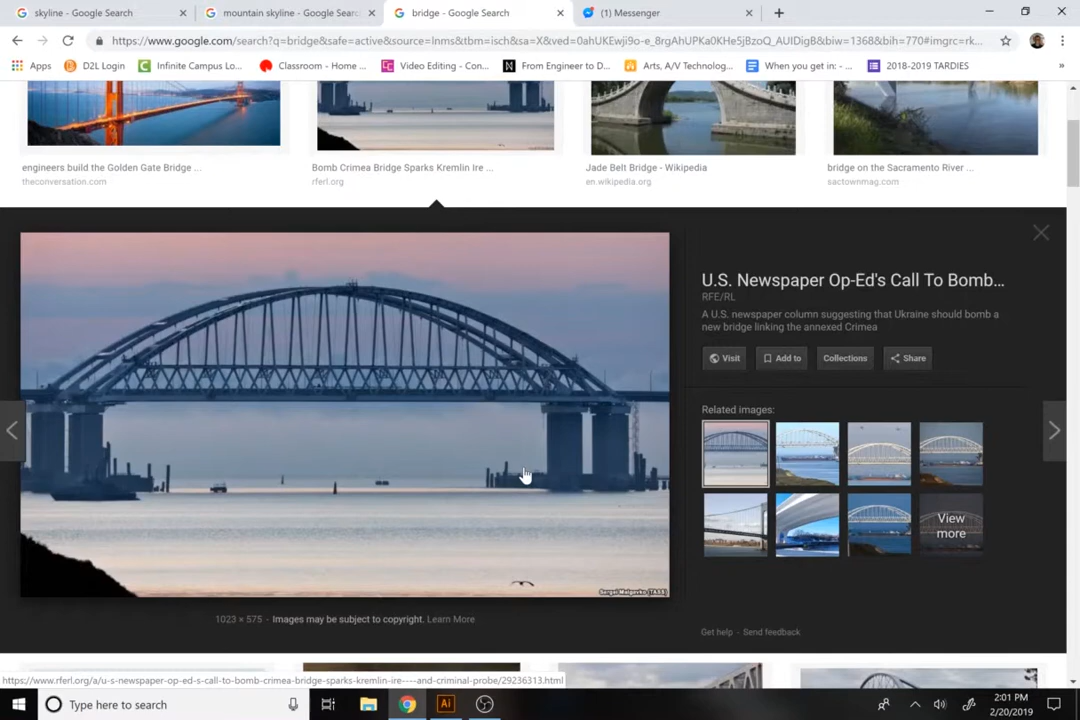 skyline - Google Search
mountain skyline - Google Searc
bridge - Google Search
(1) Messenger
https://www.google.com/search?q=bridge&safe=active&source=lnms&tbm=isch&sa=X&ved=0ahUKEwji9o-e_8rgAhUPKa0KHe5jBzoQ_AUIDigB&biw=1368&bih=770#imgrc=rk...
Apps
D2L Login
Infinite Campus Lo...
Classroom - Home ...
Video Editing - Con...
From Engineer to D...
Arts, A/V Technolog...
When you get in: - ...
2018-2019 TARDIES
engineers build the Golden Gate Bridge ...
theconversation.com
Bomb Crimea Bridge Sparks Kremlin Ire ...
rferl.org
Jade Belt Bridge - Wikipedia
en.wikipedia.org
bridge on the Sacramento River ...
sactownmag.com
U.S. Newspaper Op-Ed's Call To Bomb...
RFE/RL
A U.S. newspaper column suggesting that Ukraine should bomb a
new bridge linking the annexed Crimea
Visit
Add to
Collections
Share
Related images:
View
more
Sergei Malgavko (TASS)
1023 × 575 - Images may be subject to copyright. Learn More
Get help - Send feedback
https://www.rferl.org/a/u-s-newspaper-op-ed-s-call-to-bomb-crimea-bridge-sparks-kremlin-ire----and-criminal-probe/29236313.html
Type here to search
Ai
2:01 PM
2/20/2019